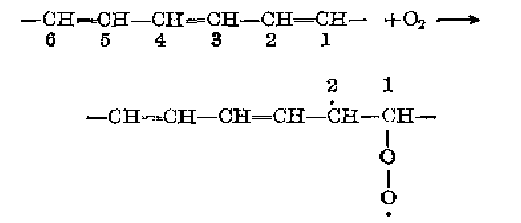 —CH=CH—CH=CH—CH=CH— + O₂ ⟶
6 5 4 3 2 1
2 1
—CH=CH—CH=CH—ĊH—CH—
O
O
.